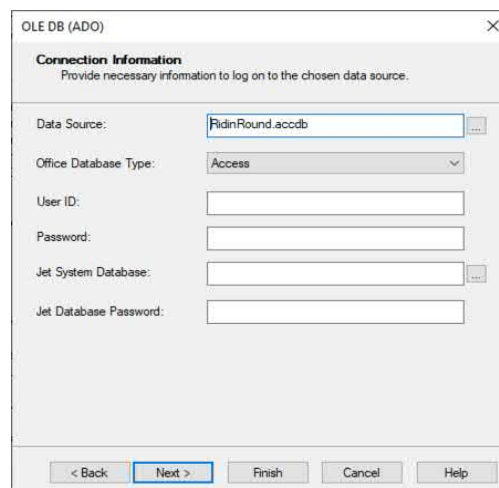 OLE DB (ADO)
Connection Information
Provide necessary information to log on to the chosen data source.
Data Source:
RidinRound.accdb
...
Office Database Type:
Access
User ID:
Password:
Jet System Database:
...
Jet Database Password:
< Back
Next >
Finish
Cancel
Help